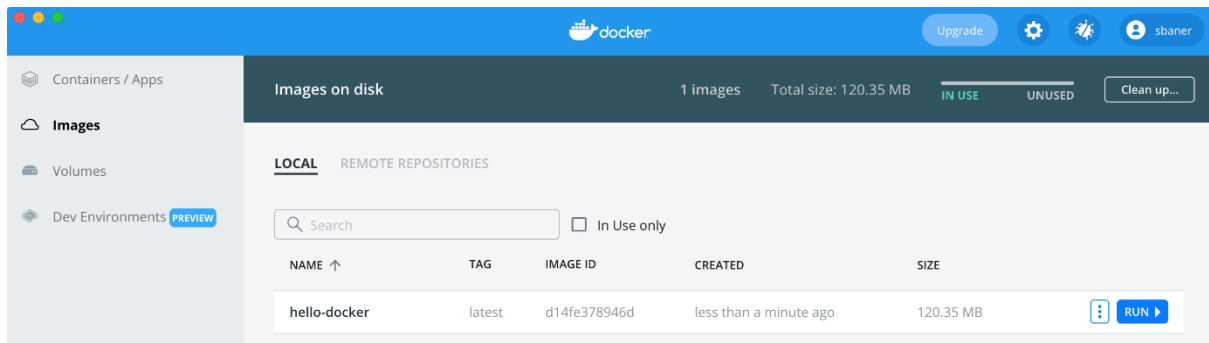 docker
Upgrade
sbaner
Containers / Apps
Images
Volumes
Dev Environments PREVIEW
Images on disk 1 images Total size: 120.35 MB IN USE UNUSED Clean up...
LOCAL REMOTE REPOSITORIES
Search In Use only
NAME TAG IMAGE ID CREATED SIZE
hello-docker latest d14fe378946d less than a minute ago 120.35 MB RUN